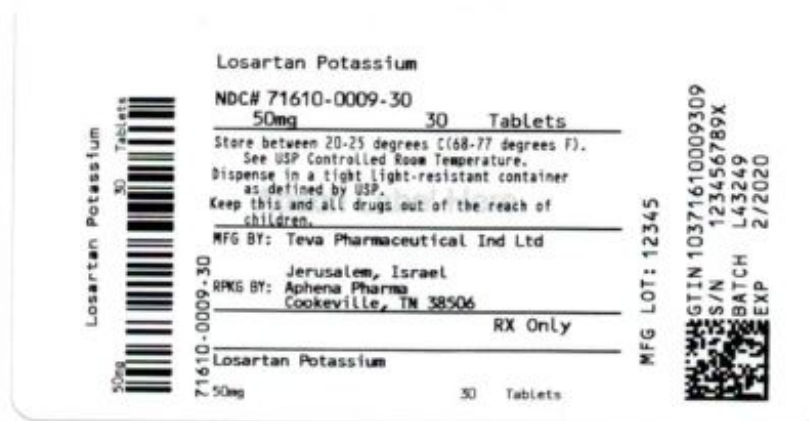 Losartan Potassium
NDC# 71610-0009-30
50mg 30 Tablets
Store between 20-25 degrees C(68-77 degrees F).
See USP Controlled Room Temperature.
Dispense in a tight light-resistant container
as defined by USP.
Keep this and all drugs out of the reach of
children.
MFG BY: Teva Pharmaceutical Ind Ltd
Jerusalem, Israel
RPKG BY: Aphena Pharma
Cookeville, TN 38506
RX Only
Losartan Potassium
50mg 30 Tablets
Losartan Potassium
50mg 30 Tablets
71610-0009-30
MFG LOT: 12345
GTIN 10371610009309
S/N 123456789X
BATCH L43249
EXP 2/2020